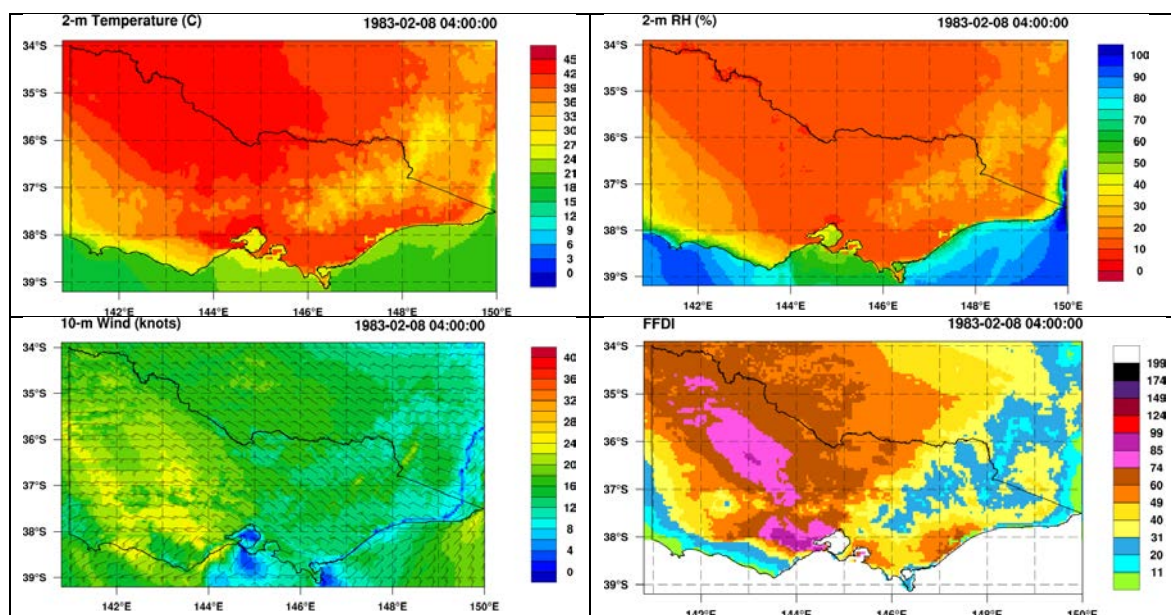 2-m Temperature (C) 1983-02-08 04:00:00
34°S
35°S
36°S
37°S
38°S
39°S
142°E 144°E 146°E 148°E 150°E
45
42
39
36
33
30
27
24
21
18
15
12
9
6
3
0
2-m RH (%) 1983-02-08 04:00:00
34°S
35°S
36°S
37°S
38°S
39°S
142°E 144°E 146°E 148°E 150°E
100
90
80
70
60
50
40
30
20
10
0
10-m Wind (knots) 1983-02-08 04:00:00
34°S
35°S
36°S
37°S
38°S
39°S
142°E 144°E 146°E 148°E 150°E
40
36
32
28
24
20
16
12
8
4
0
FFDI 1983-02-08 04:00:00
34°S
35°S
36°S
37°S
38°S
39°S
142°E 144°E 146°E 148°E 150°E
199
174
149
124
99
85
74
60
49
40
31
20
11